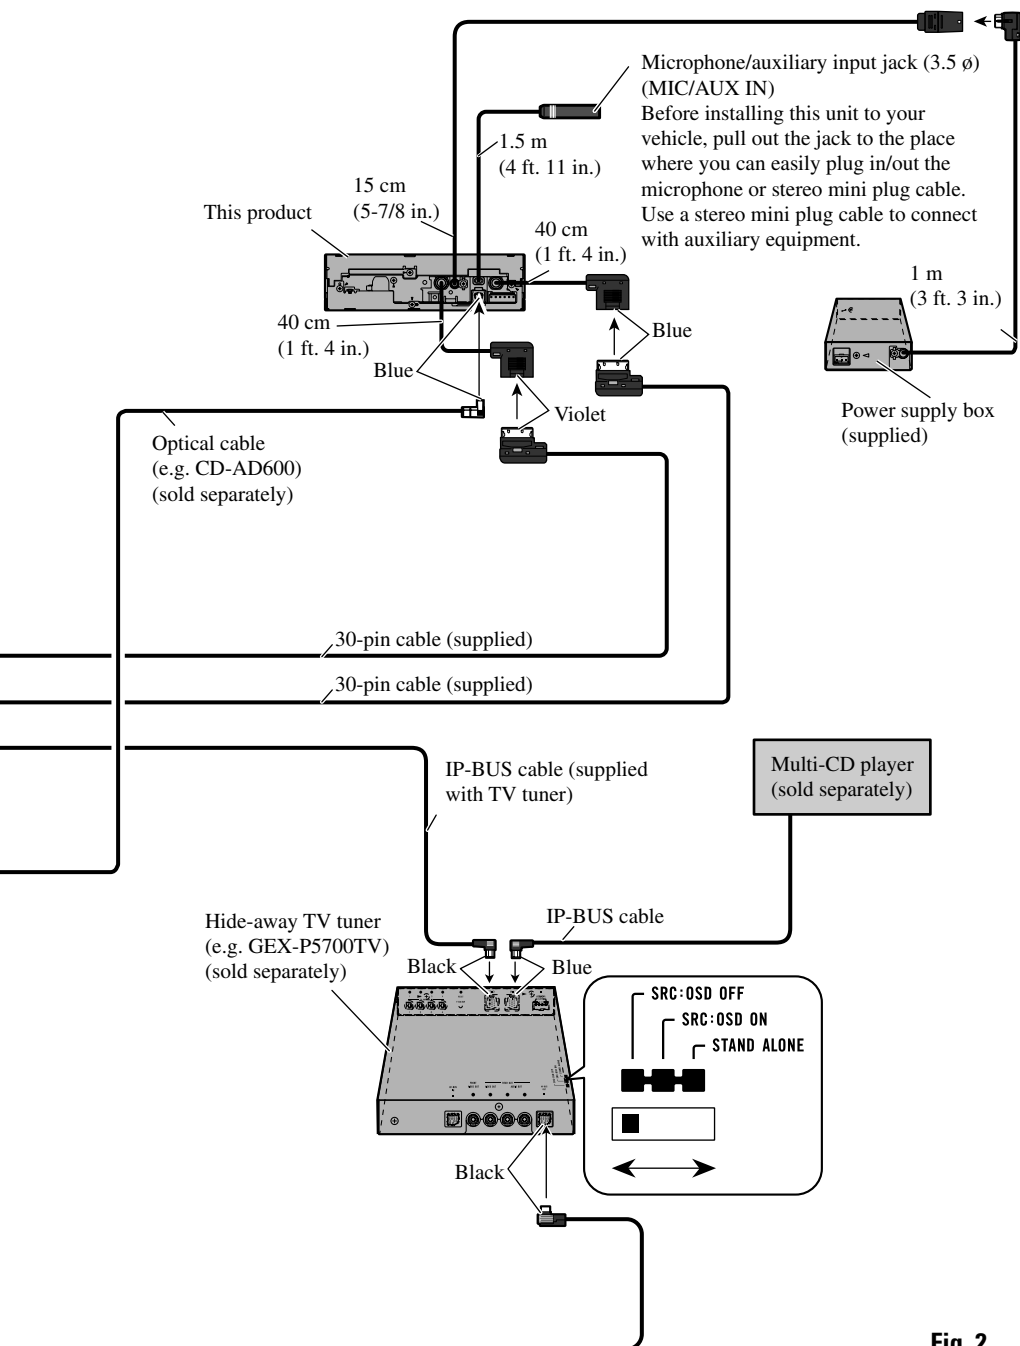 Microphone/auxiliary input jack (3.5 ø)
(MIC/AUX IN)
Before installing this unit to your
vehicle, pull out the jack to the place
where you can easily plug in/out the
microphone or stereo mini plug cable.
Use a stereo mini plug cable to connect
with auxiliary equipment.
1.5 m
(4 ft. 11 in.)
15 cm
(5-7/8 in.)
This product
40 cm
(1 ft. 4 in.)
1 m
(3 ft. 3 in.)
40 cm
(1 ft. 4 in.)
Blue
Blue
Violet
Power supply box
(supplied)
Optical cable
(e.g. CD-AD600)
(sold separately)
30-pin cable (supplied)
30-pin cable (supplied)
IP-BUS cable (supplied
with TV tuner)
Multi-CD player
(sold separately)
Hide-away TV tuner
(e.g. GEX-P5700TV)
(sold separately)
IP-BUS cable
Black
Blue
SRC:OSD OFF
SRC:OSD ON
STAND ALONE
Black
Fig. 2